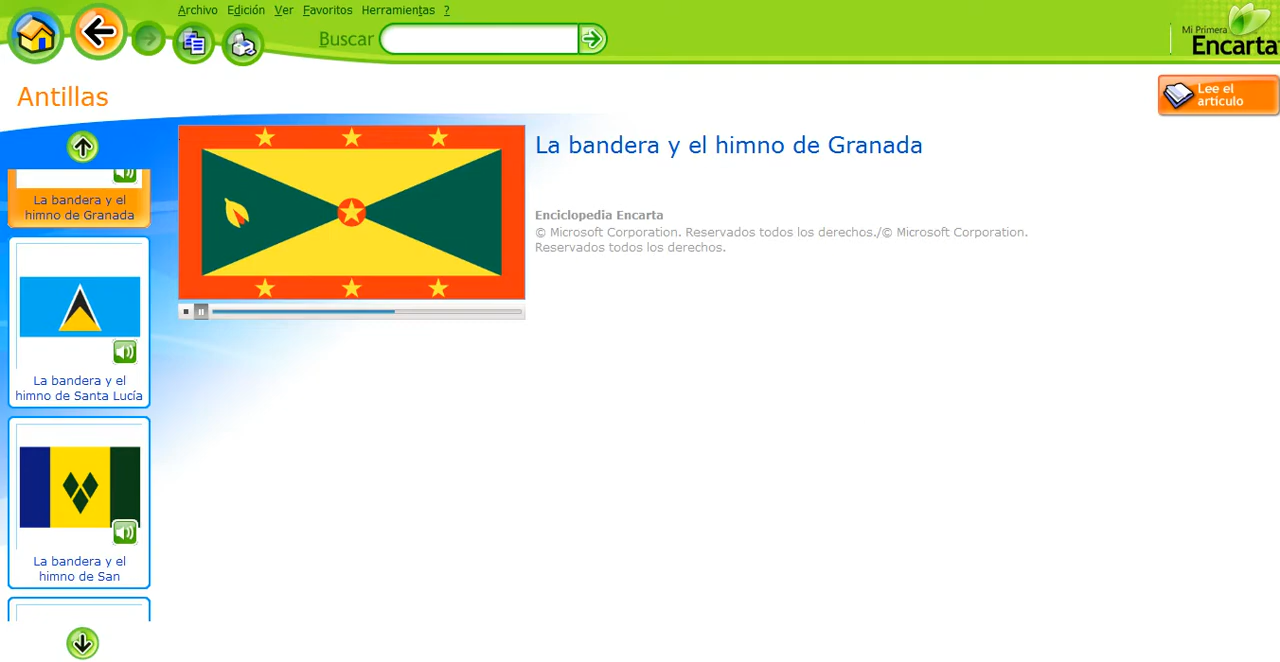 Archivo Edición Ver Favoritos Herramientas ?
Buscar
Mi Primera
Encarta
Antillas
Lee el
artículo
La bandera y el himno de Granada
La bandera y el
himno de Granada
Enciclopedia Encarta
© Microsoft Corporation. Reservados todos los derechos./© Microsoft Corporation.
Reservados todos los derechos.
La bandera y el
himno de Santa Lucía
La bandera y el
himno de San